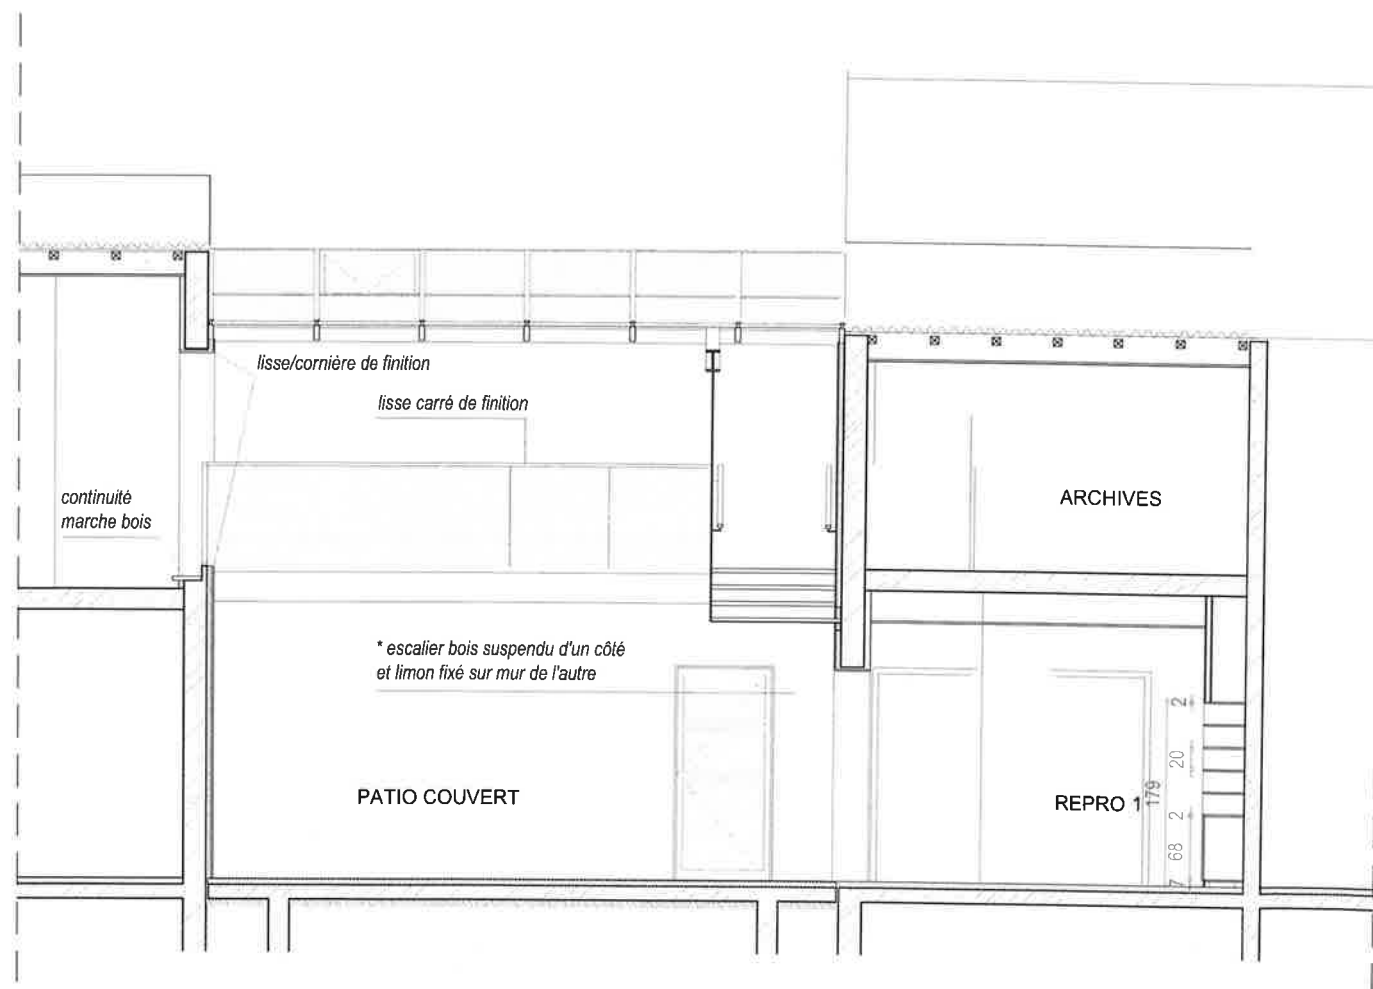 lisse/cornière de finition
lisse carré de finition
continuité
marche bois
ARCHIVES
* escalier bois suspendu d'un côté
et limon fixé sur mur de l'autre
PATIO COUVERT
REPRO 1
2
20
179
2
68
7